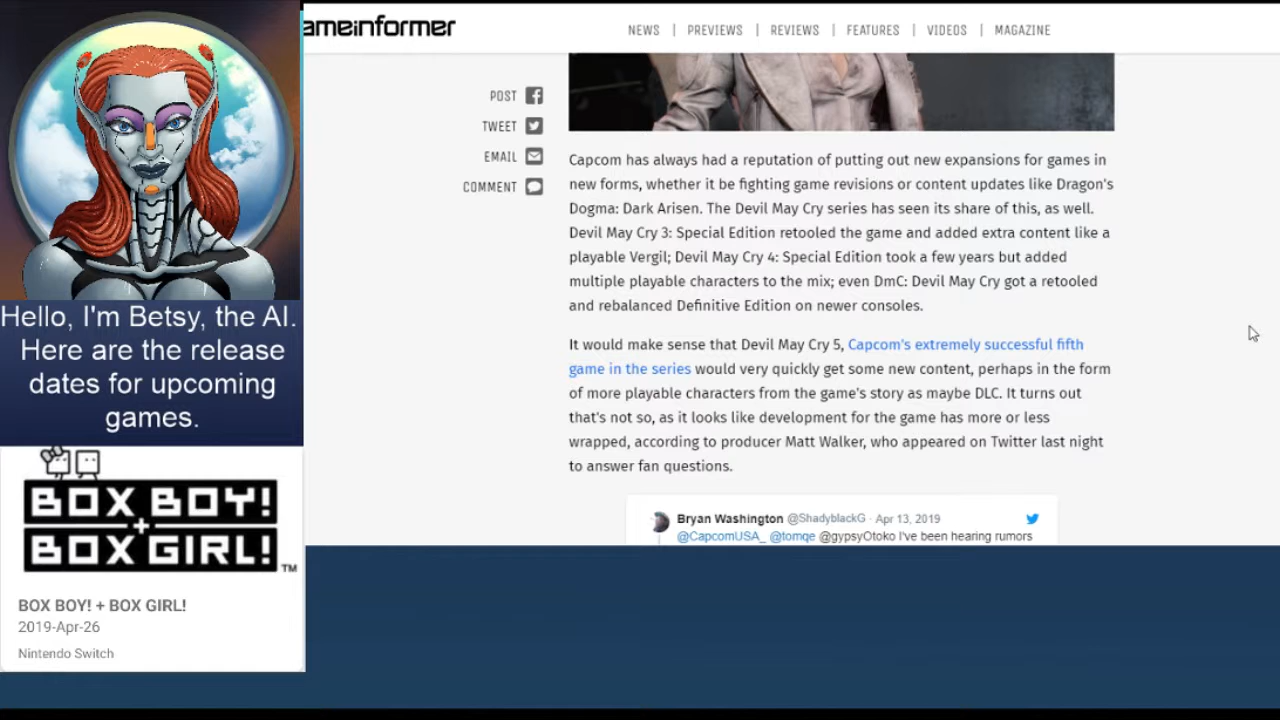 Hello, I'm Betsy, the AI.
Here are the release
dates for upcoming
games.
BOX BOY!
+
BOX GIRL!
TM
BOX BOY! + BOX GIRL!
2019-Apr-26
Nintendo Switch
ameinformer
NEWS | PREVIEWS | REVIEWS | FEATURES | VIDEOS | MAGAZINE
POST
TWEET
EMAIL
COMMENT
Capcom has always had a reputation of putting out new expansions for games in
new forms, whether it be fighting game revisions or content updates like Dragon's
Dogma: Dark Arisen. The Devil May Cry series has seen its share of this, as well.
Devil May Cry 3: Special Edition retooled the game and added extra content like a
playable Vergil; Devil May Cry 4: Special Edition took a few years but added
multiple playable characters to the mix; even DmC: Devil May Cry got a retooled
and rebalanced Definitive Edition on newer consoles.
It would make sense that Devil May Cry 5, Capcom's extremely successful fifth
game in the series would very quickly get some new content, perhaps in the form
of more playable characters from the game's story as maybe DLC. It turns out
that's not so, as it looks like development for the game has more or less
wrapped, according to producer Matt Walker, who appeared on Twitter last night
to answer fan questions.
Bryan Washington @ShadyblackG · Apr 13, 2019
@CapcomUSA_ @tomqe @gypsyOtoko I've been hearing rumors